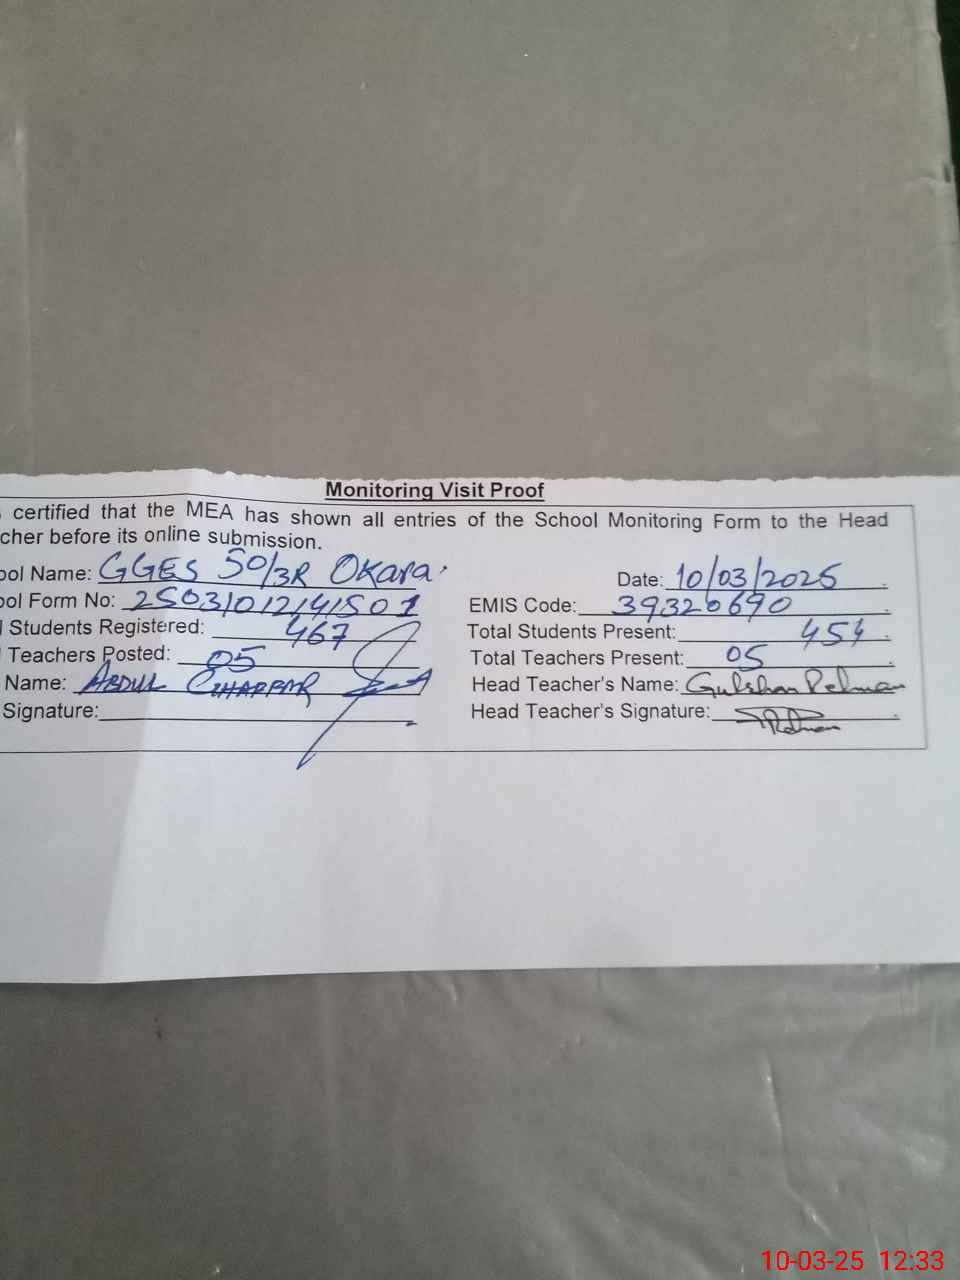 Monitoring Visit Proof
certified that the MEA has shown all entries of the School Monitoring Form to the Head
cher before its online submission.
ool Name: GGES 50/3R Okara. Date: 10/03/2025
ool Form No: EMIS Code: 39320690
l Students Registered: 467 Total Students Present: 454
Teachers Posted: 05 Total Teachers Present: 05
Name: ABDUL GHAFFAR Head Teacher's Name: Gulshan Rehman
Signature: Head Teacher's Signature:
10-03-25 12:33